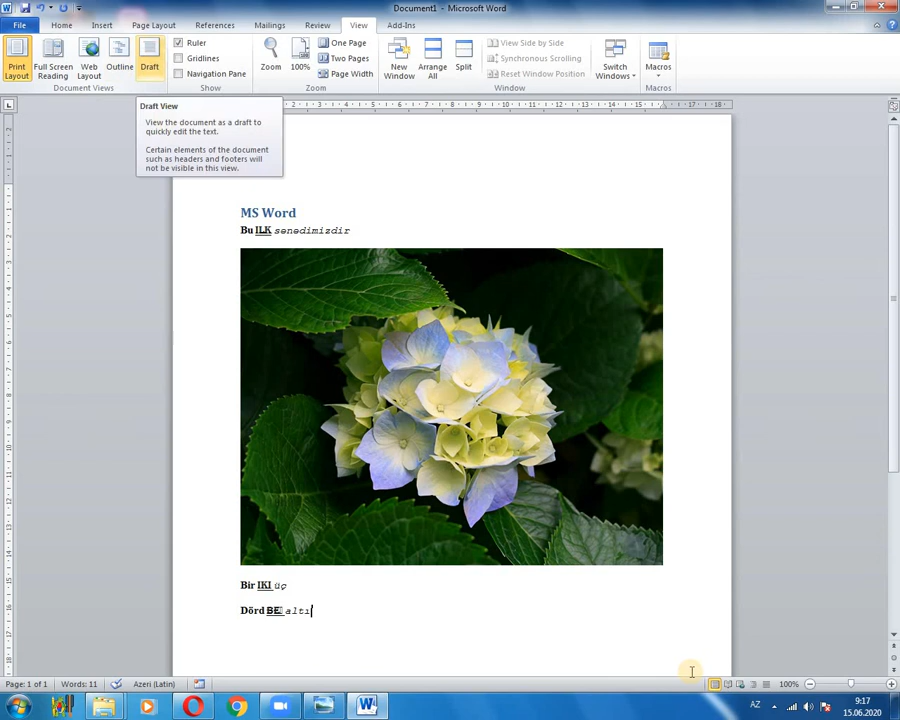 Document1 - Microsoft Word
File Home Insert Page Layout References Mailings Review View Add-Ins
Print Layout
Full Screen Reading
Web Layout
Outline
Draft
Document Views
Ruler
Gridlines
Navigation Pane
Show
Zoom
100%
One Page
Two Pages
Page Width
Zoom
New Window
Arrange All
Split
View Side by Side
Synchronous Scrolling
Reset Window Position
Window
Switch Windows
Macros
Macros
Draft View
View the document as a draft to
quickly edit the text.
Certain elements of the document
such as headers and footers will
not be visible in this view.
MS Word
Bu ILK sənədimizdir
Bir IKI üç
Dörd BE altı
Page: 1 of 1 Words: 11 Azeri (Latin) 100%
AZ 9:17
15.06.2020